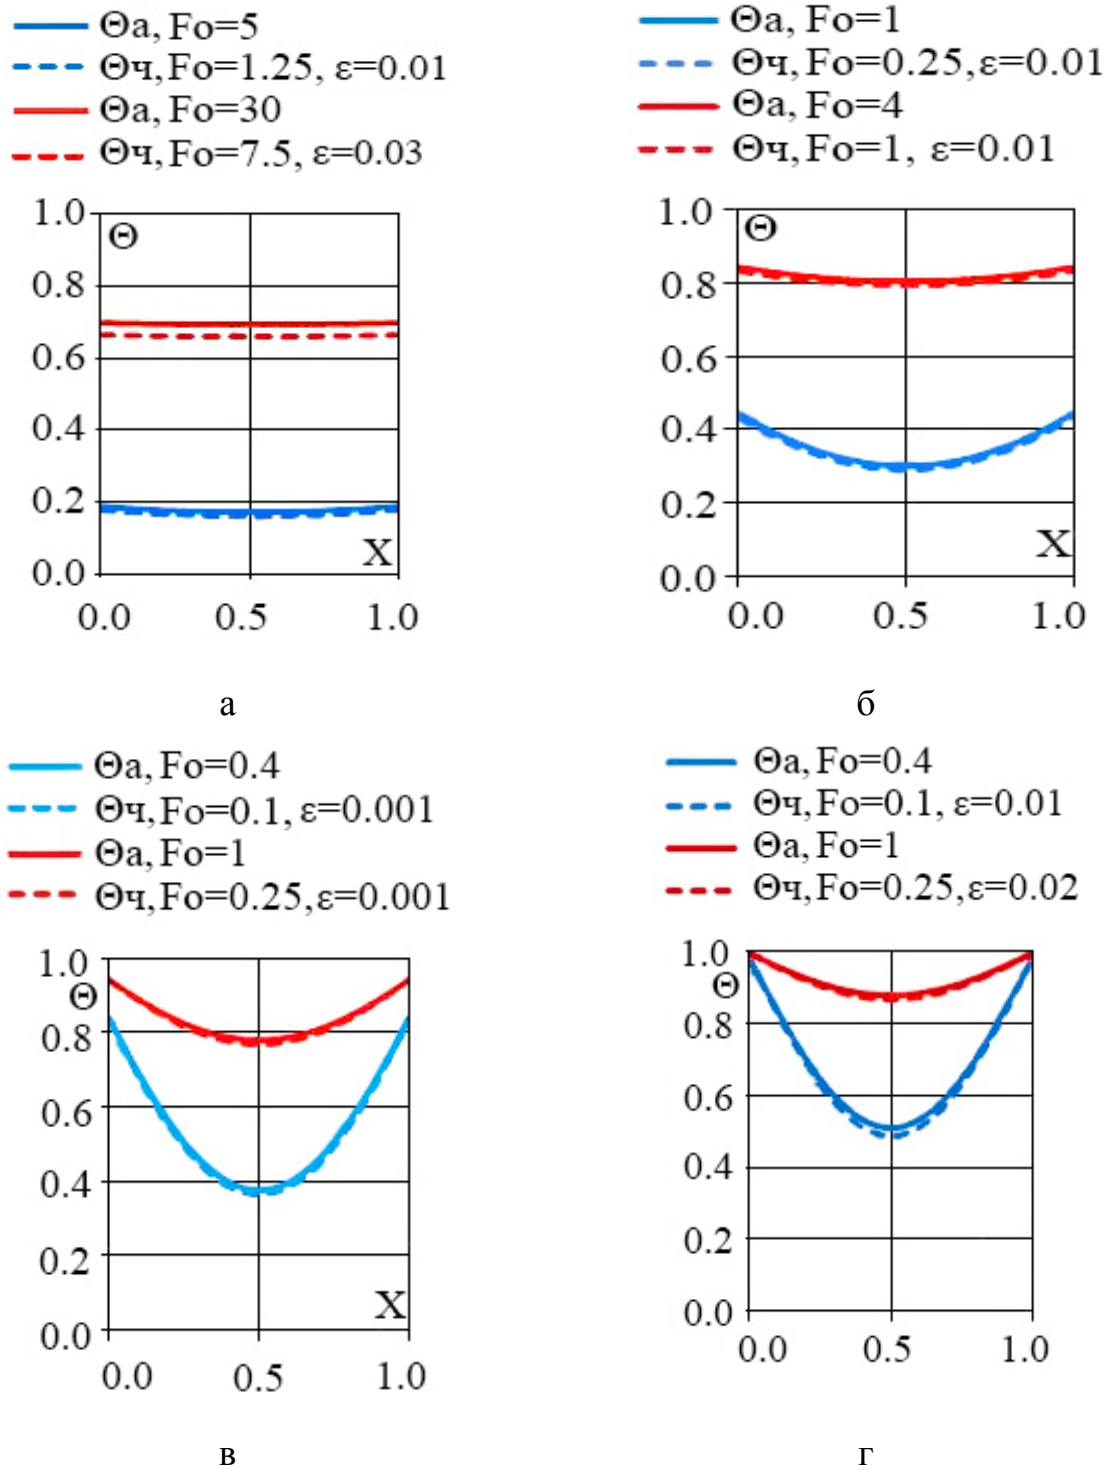 Θа, Fo=5
Θч, Fo=1.25, ε=0.01
Θа, Fo=30
Θч, Fo=7.5, ε=0.03
1.0
Θ
0.8
0.6
0.4
0.2
X
0.0
0.0 0.5 1.0
а
Θа, Fo=1
Θч, Fo=0.25, ε=0.01
Θа, Fo=4
Θч, Fo=1, ε=0.01
1.0
Θ
0.8
0.6
0.4
0.2
X
0.0
0.0 0.5 1.0
б
Θа, Fo=0.4
Θч, Fo=0.1, ε=0.001
Θа, Fo=1
Θч, Fo=0.25, ε=0.001
1.0
Θ
0.8
0.6
0.4
0.2
X
0.0
0.0 0.5 1.0
в
Θа, Fo=0.4
Θч, Fo=0.1, ε=0.01
Θа, Fo=1
Θч, Fo=0.25, ε=0.02
1.0
Θ
0.8
0.6
0.4
0.2
0.0
0.0 0.5 1.0
г